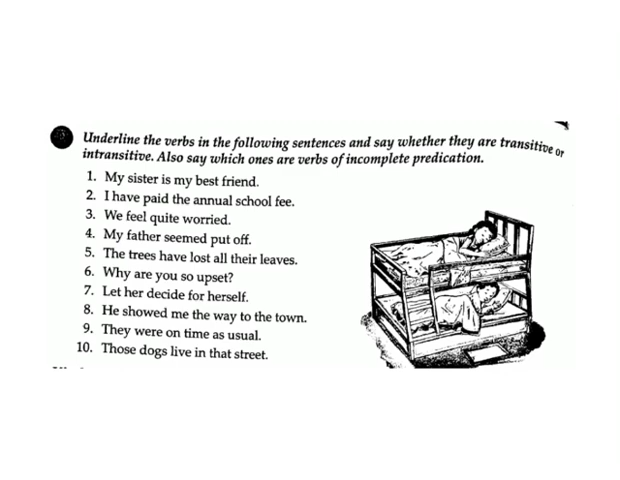 Underline the verbs in the following sentences and say whether they are transitive or
intransitive. Also say which ones are verbs of incomplete predication.
1. My sister is my best friend.
2. I have paid the annual school fee.
3. We feel quite worried.
4. My father seemed put off.
5. The trees have lost all their leaves.
6. Why are you so upset?
7. Let her decide for herself.
8. He showed me the way to the town.
9. They were on time as usual.
10. Those dogs live in that street.